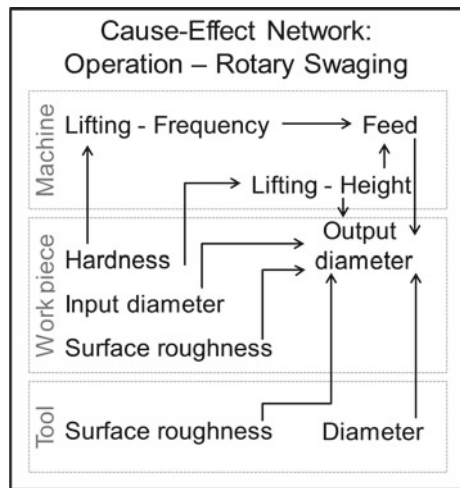 Cause-Effect Network:
Operation – Rotary Swaging
Machine
Lifting - Frequency
Feed
Lifting - Height
Work piece
Output
diameter
Hardness
Input diameter
Surface roughness
Tool
Surface roughness
Diameter